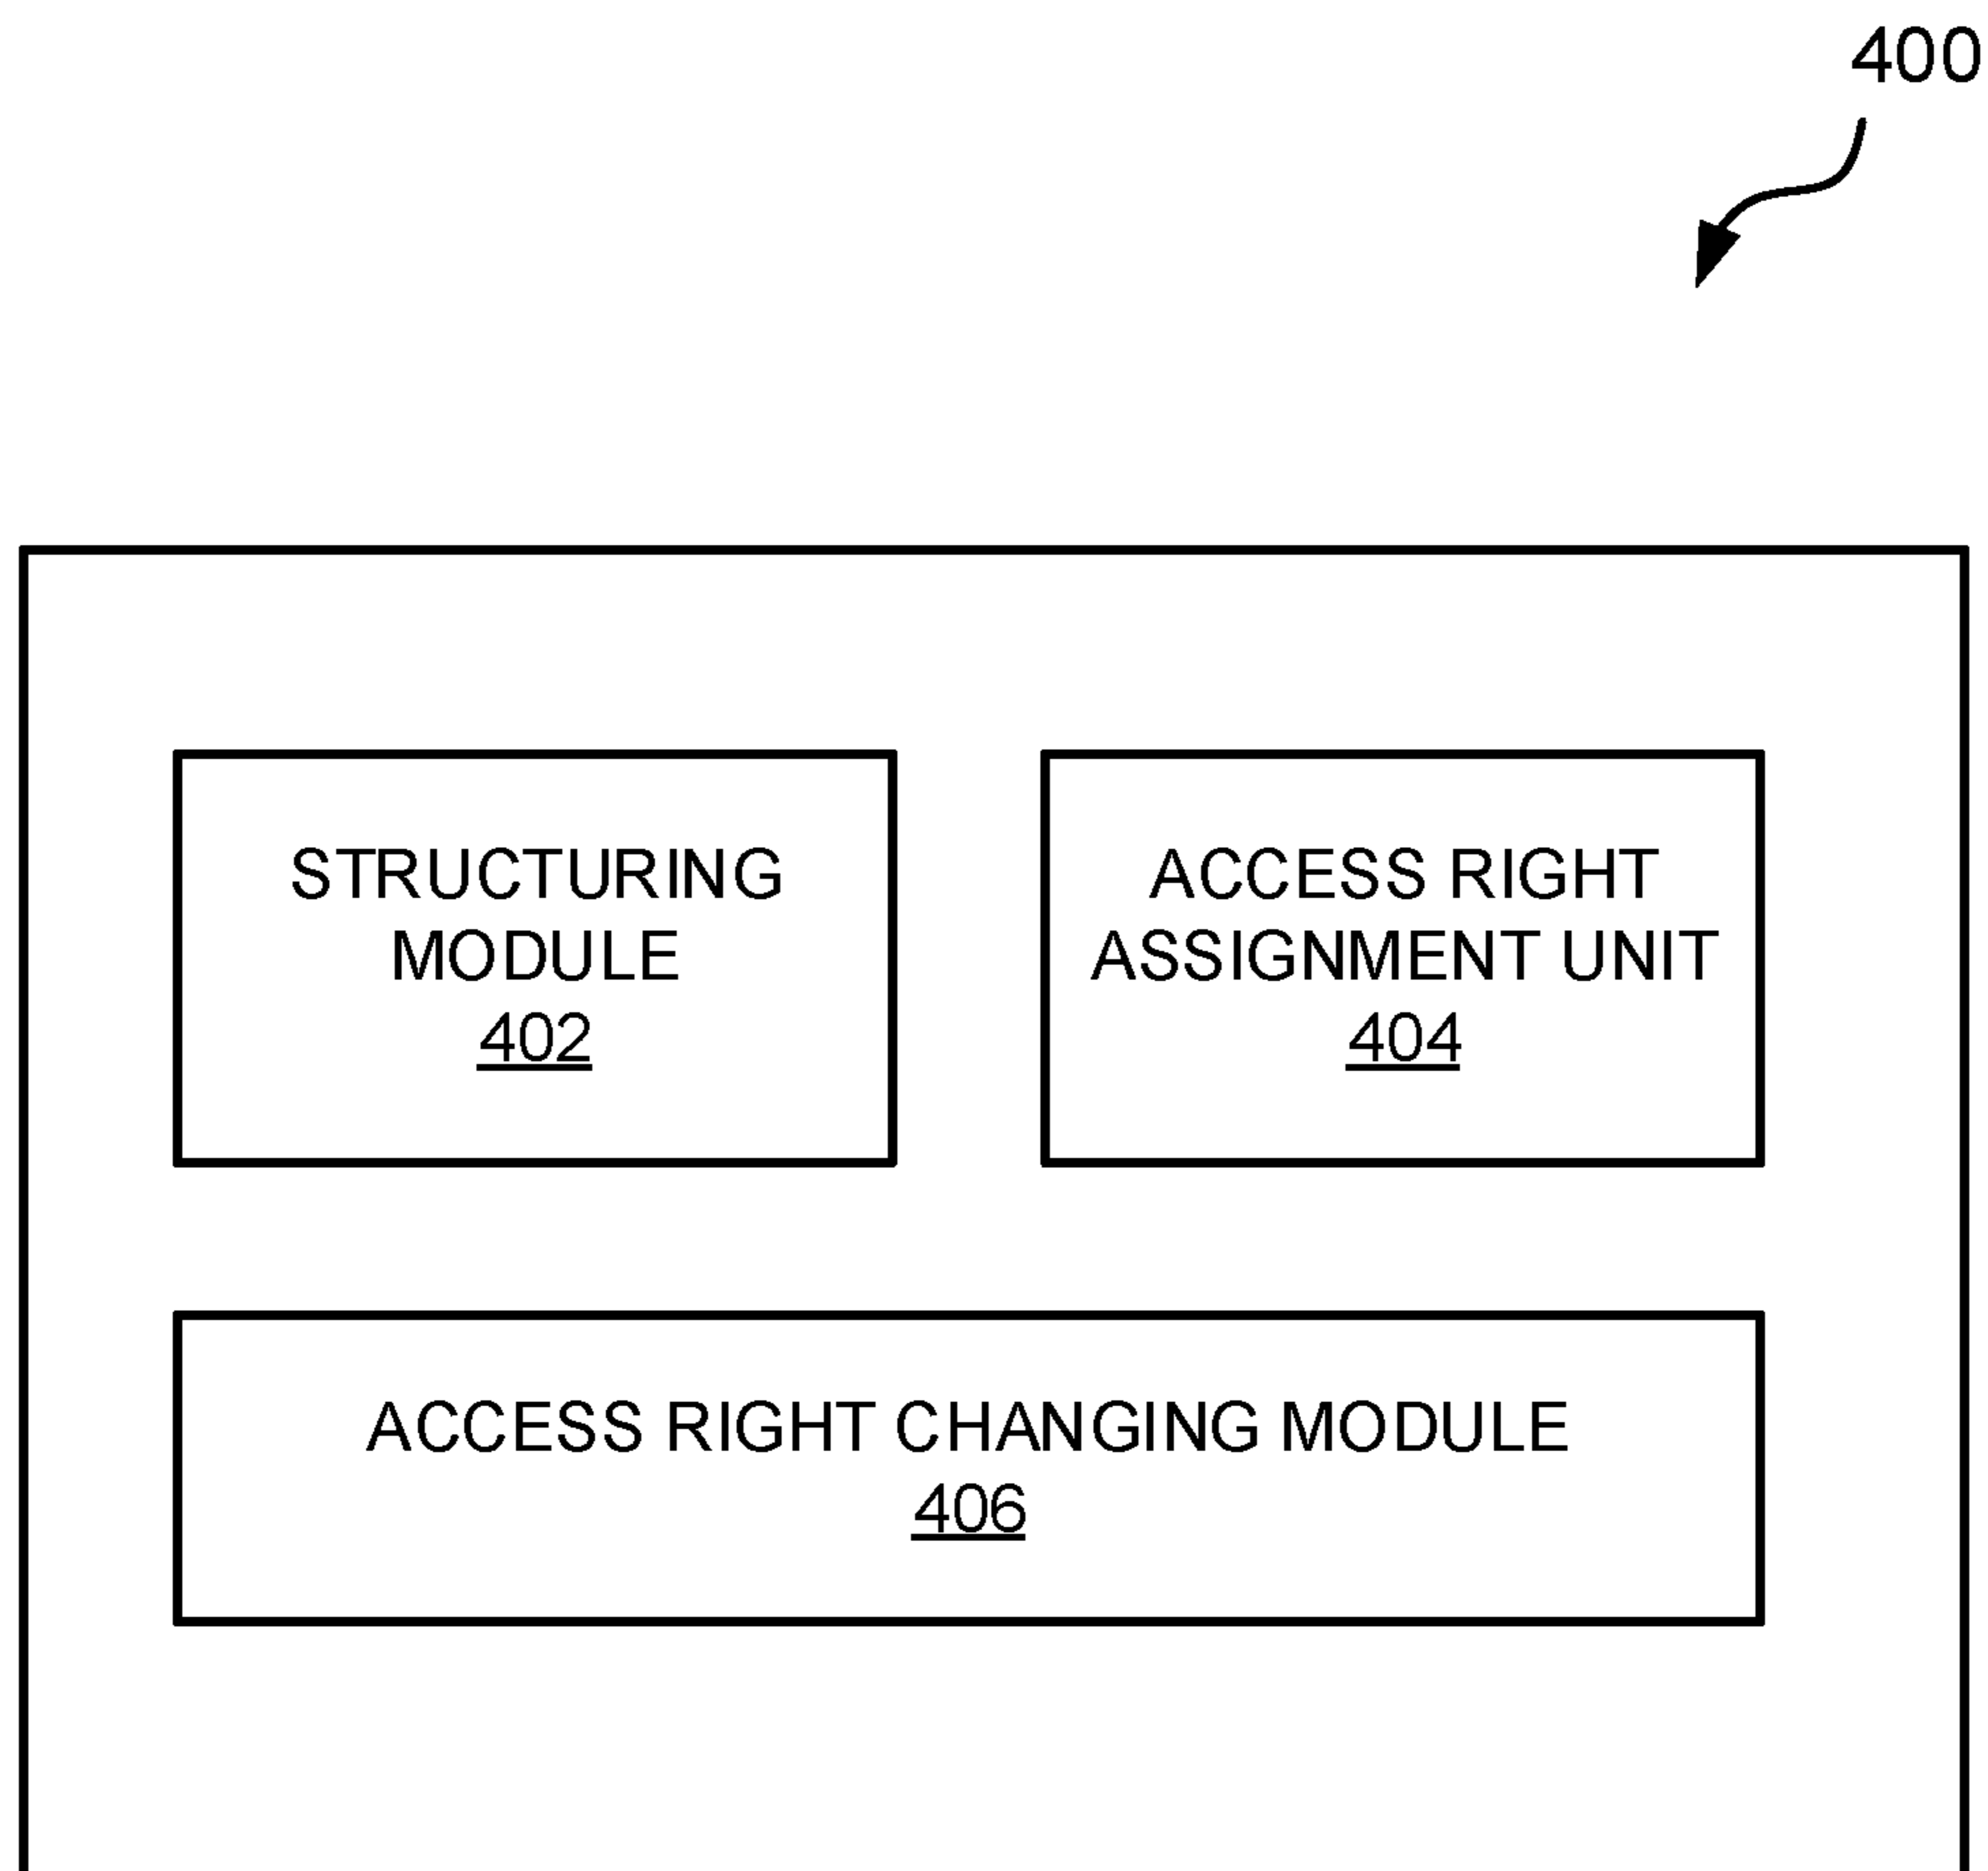 400
STRUCTURING
MODULE
402
ACCESS RIGHT
ASSIGNMENT UNIT
404
ACCESS RIGHT CHANGING MODULE
406